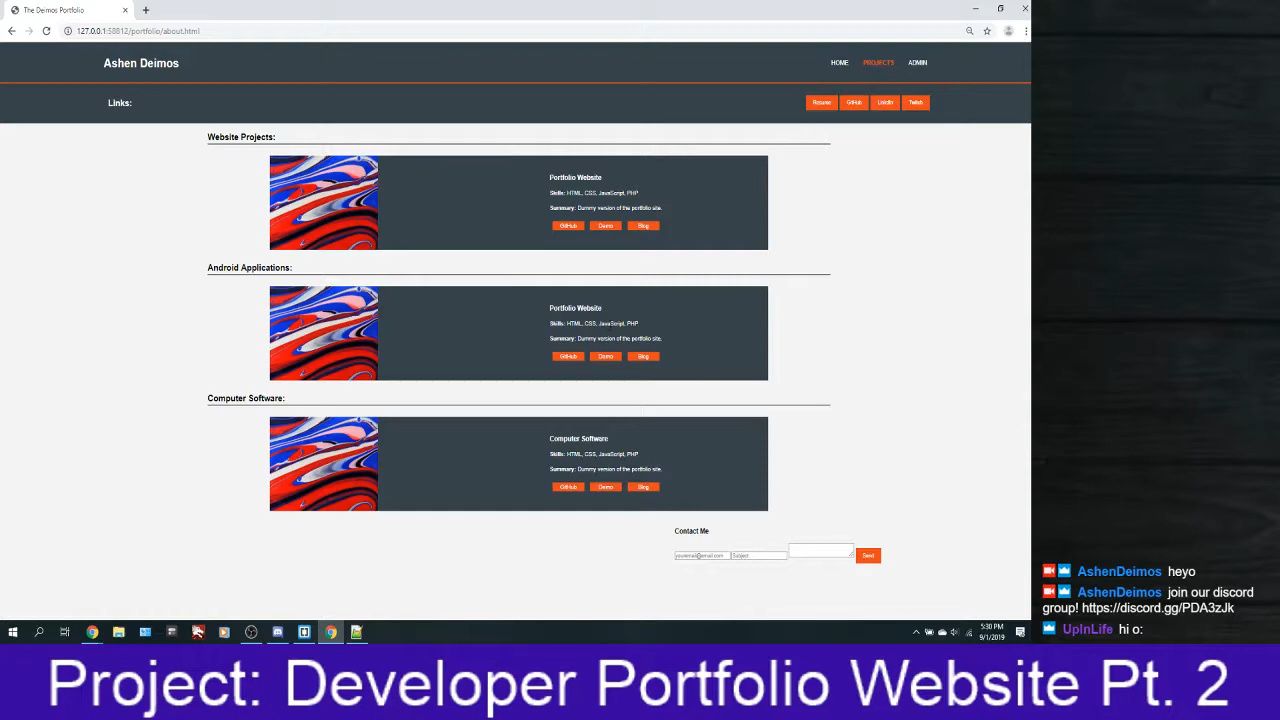 The Deimos Portfolio
127.0.0.1:58812/portfolio/about.html
Ashen Deimos
HOME PROJECTS ADMIN
Links:
Resume GitHub LinkIn Twitch
Website Projects:
Portfolio Website
Skills: HTML, CSS, JavaScript, PHP
Summary: Dummy version of the portfolio site.
GitHub Demo Blog
Android Applications:
Portfolio Website
Skills: HTML, CSS, JavaScript, PHP
Summary: Dummy version of the portfolio site.
GitHub Demo Blog
Computer Software:
Computer Software
Skills: HTML, CSS, JavaScript, PHP
Summary: Dummy version of the portfolio site.
GitHub Demo Blog
Contact Me
youremail@email.com Subject
Send
AshenDeimos heyo
AshenDeimos join our discord
group! https://discord.gg/PDA3zJk
UpInLife hi o:
5:30 PM
9/1/2019
Project: Developer Portfolio Website Pt. 2